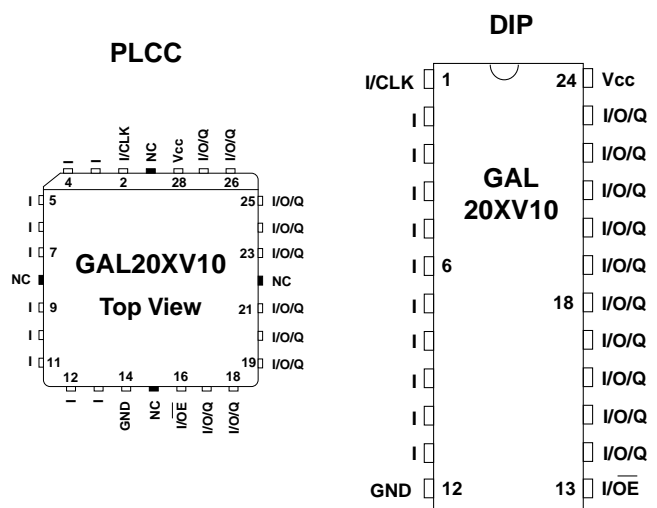 PLCC
I
I
I/CLK
NC
Vcc
I/O/Q
I/O/Q
4
2
28
26
I 5
25 I/O/Q
I
I/O/Q
I 7
23 I/O/Q
NC
GAL20XV10
NC
I 9
Top View
21 I/O/Q
I
I/O/Q
I 11
19 I/O/Q
12
14
16
18
I
I
GND
NC
I/OE
I/O/Q
I/O/Q
DIP
I/CLK 1
24 Vcc
I
I/O/Q
I
I/O/Q
I
GAL
I/O/Q
I
20XV10
I/O/Q
I 6
I/O/Q
I
18 I/O/Q
I
I/O/Q
I
I/O/Q
I
I/O/Q
I
I/O/Q
GND 12
13 I/OE